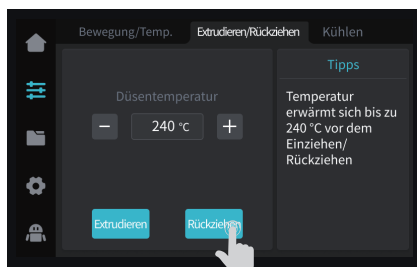 Bewegung/Temp. Extrudieren/Rückziehen Kühlen
Düsentemperatur
− 240 °C +
Extrudieren Rückziehen
Tipps
Temperatur
erwärmt sich bis zu
240 °C vor dem
Einziehen/
Rückziehen